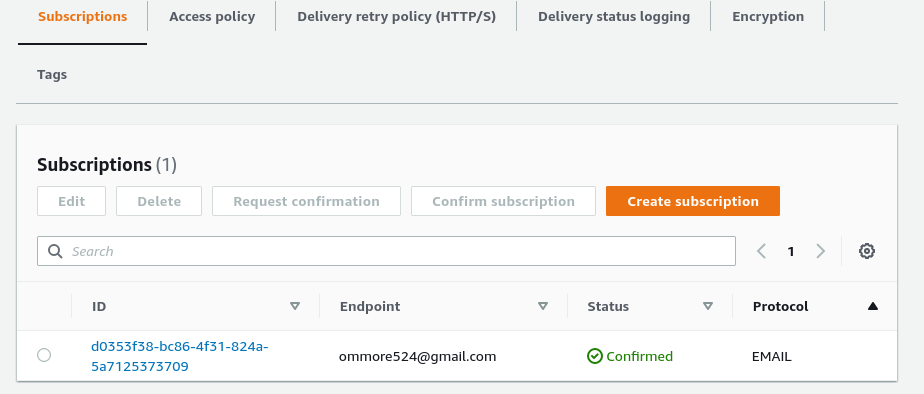 Subscriptions Access policy Delivery retry policy (HTTP/S) Delivery status logging Encryption
Tags
Subscriptions (1)
Edit Delete Request confirmation Confirm subscription Create subscription
Search 1
ID Endpoint Status Protocol
d0353f38-bc86-4f31-824a-
5a7125373709
ommore524@gmail.com Confirmed EMAIL